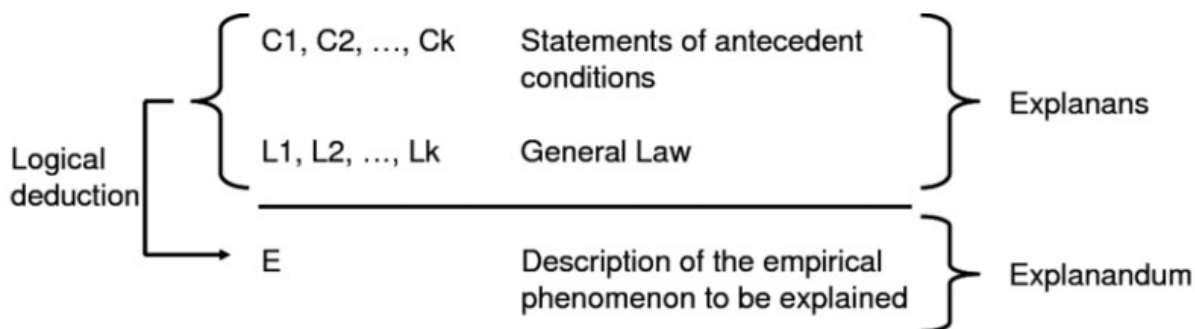 C1, C2, …, Ck Statements of antecedent
conditions
Explanans
L1, L2, …, Lk General Law
Logical
deduction
E Description of the empirical
phenomenon to be explained
Explanandum